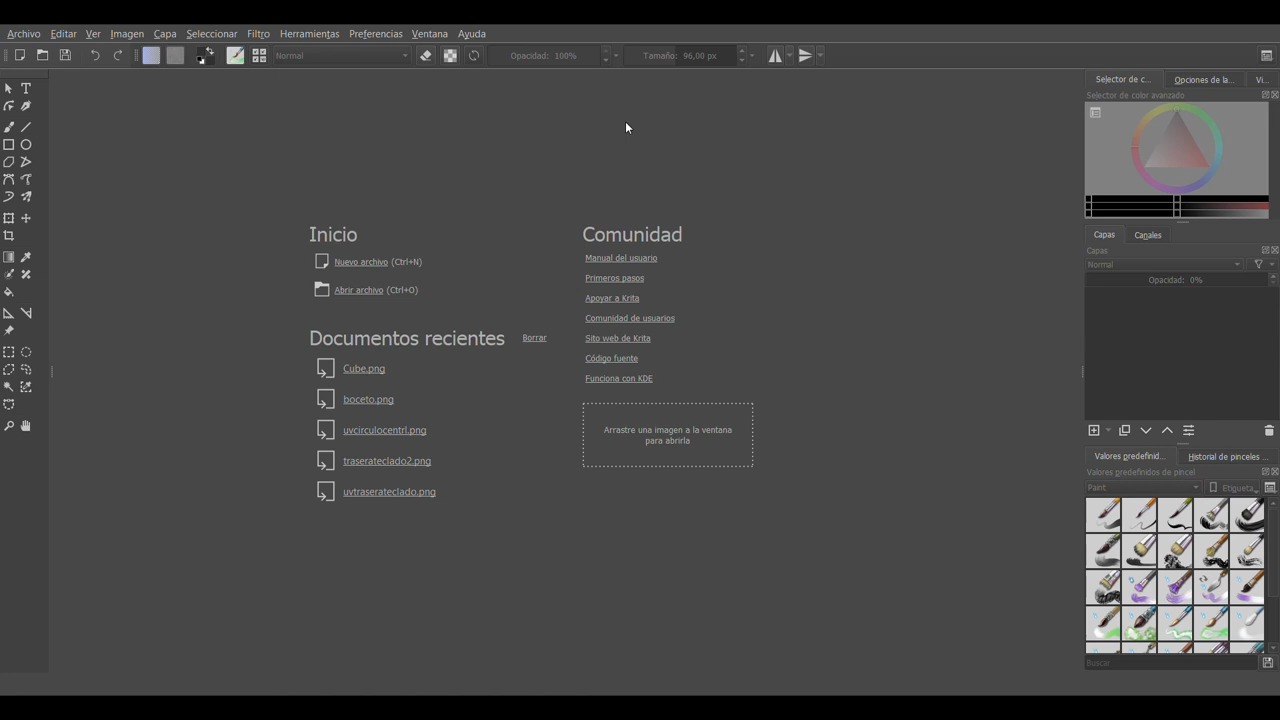 Archivo Editar Ver Imagen Capa Seleccionar Filtro Herramientas Preferencias Ventana Ayuda
Normal Opacidad: 100% Tamaño: 96,00 px
Selector de c... Opciones de la... Vi...
Selector de color avanzado
Inicio
Nuevo archivo (Ctrl+N)
Abrir archivo (Ctrl+O)
Documentos recientes Borrar
Cube.png
boceto.png
uvcirculocentrl.png
traserateclado2.png
uvtraserateclado.png
Comunidad
Manual del usuario
Primeros pasos
Apoyar a Krita
Comunidad de usuarios
Sito web de Krita
Código fuente
Funciona con KDE
Arrastre una imagen a la ventana
para abrirla
Capas Canales
Capas
Normal
Opacidad: 0%
Valores predefinid... Historial de pinceles ...
Valores predefinidos de pincel
Paint Etiqueta
Buscar